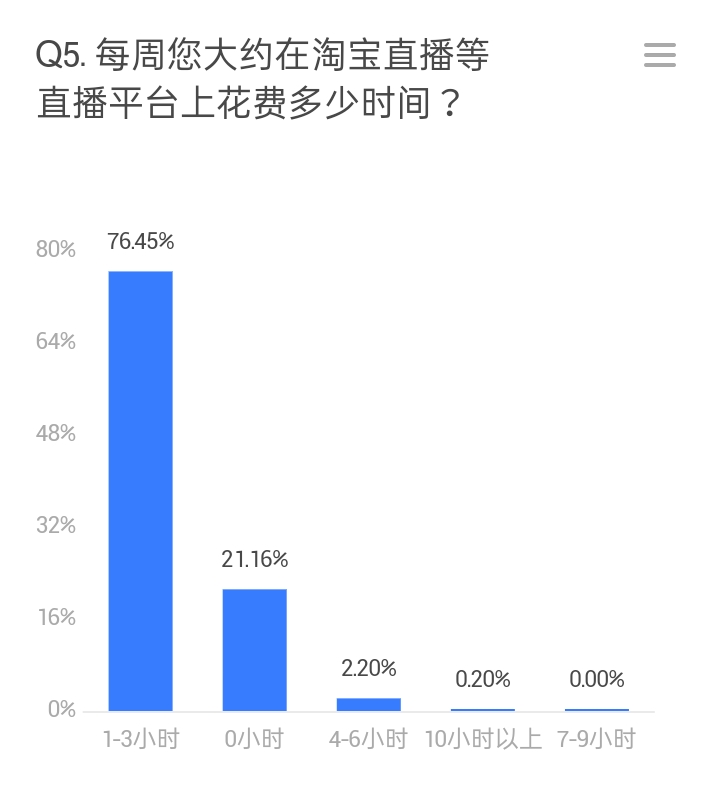 Q5. 每周您大约在淘宝直播等
直播平台上花费多少时间？
80%
64%
48%
32%
16%
0%
76.45%
21.16%
2.20%
0.20%
0.00%
1-3小时
0小时
4-6小时
10小时以上
7-9小时